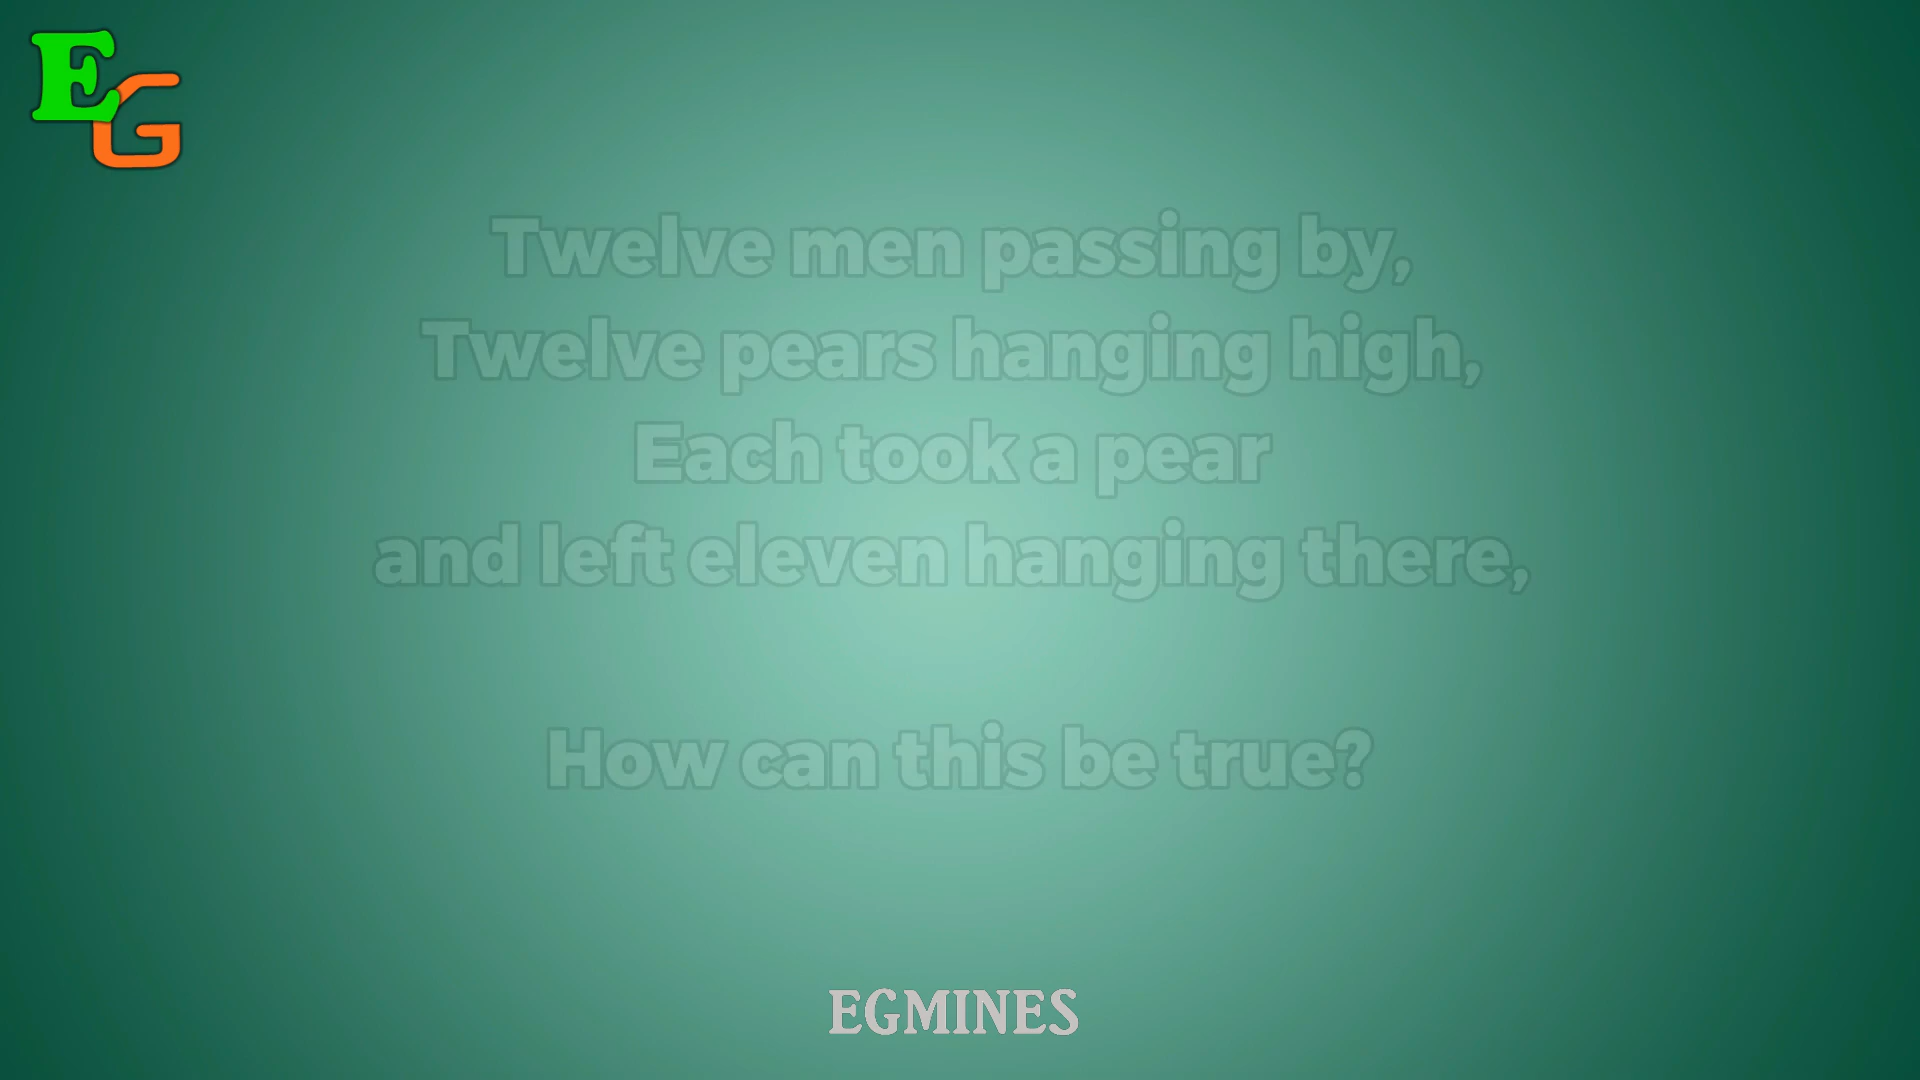 EG
Twelve men passing by,
Twelve pears hanging high,
Each took a pear
and left eleven hanging there,
How can this be true?
EGMINES